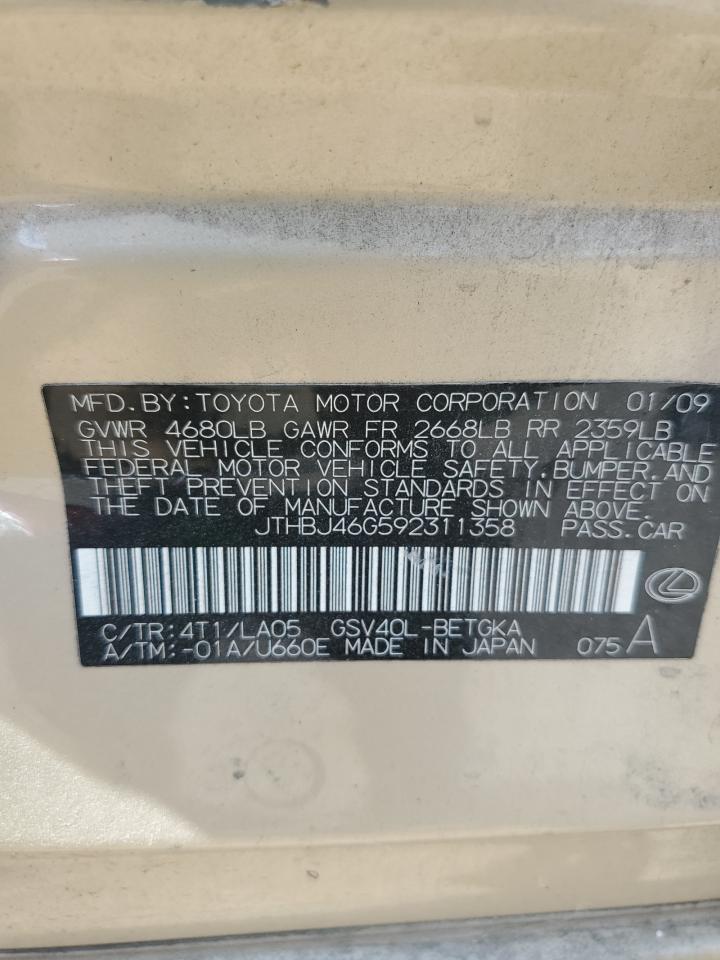 MFD.BY:TOYOTA MOTOR CORPORATION 01/09
GVWR 4680LB GAWR FR 2668LB RR 2359LB
THIS VEHICLE CONFORMS TO ALL APPLICABLE
FEDERAL MOTOR VEHICLE SAFETY,BUMPER,AND
THEFT PREVENTION STANDARDS IN EFFECT ON
THE DATE OF MANUFACTURE SHOWN ABOVE.
JTHBJ46G592311358 PASS.CAR
C/TR:4T1/LA05 GSV40L-BETGKA
A/TM:-01A/U660E MADE IN JAPAN 075A